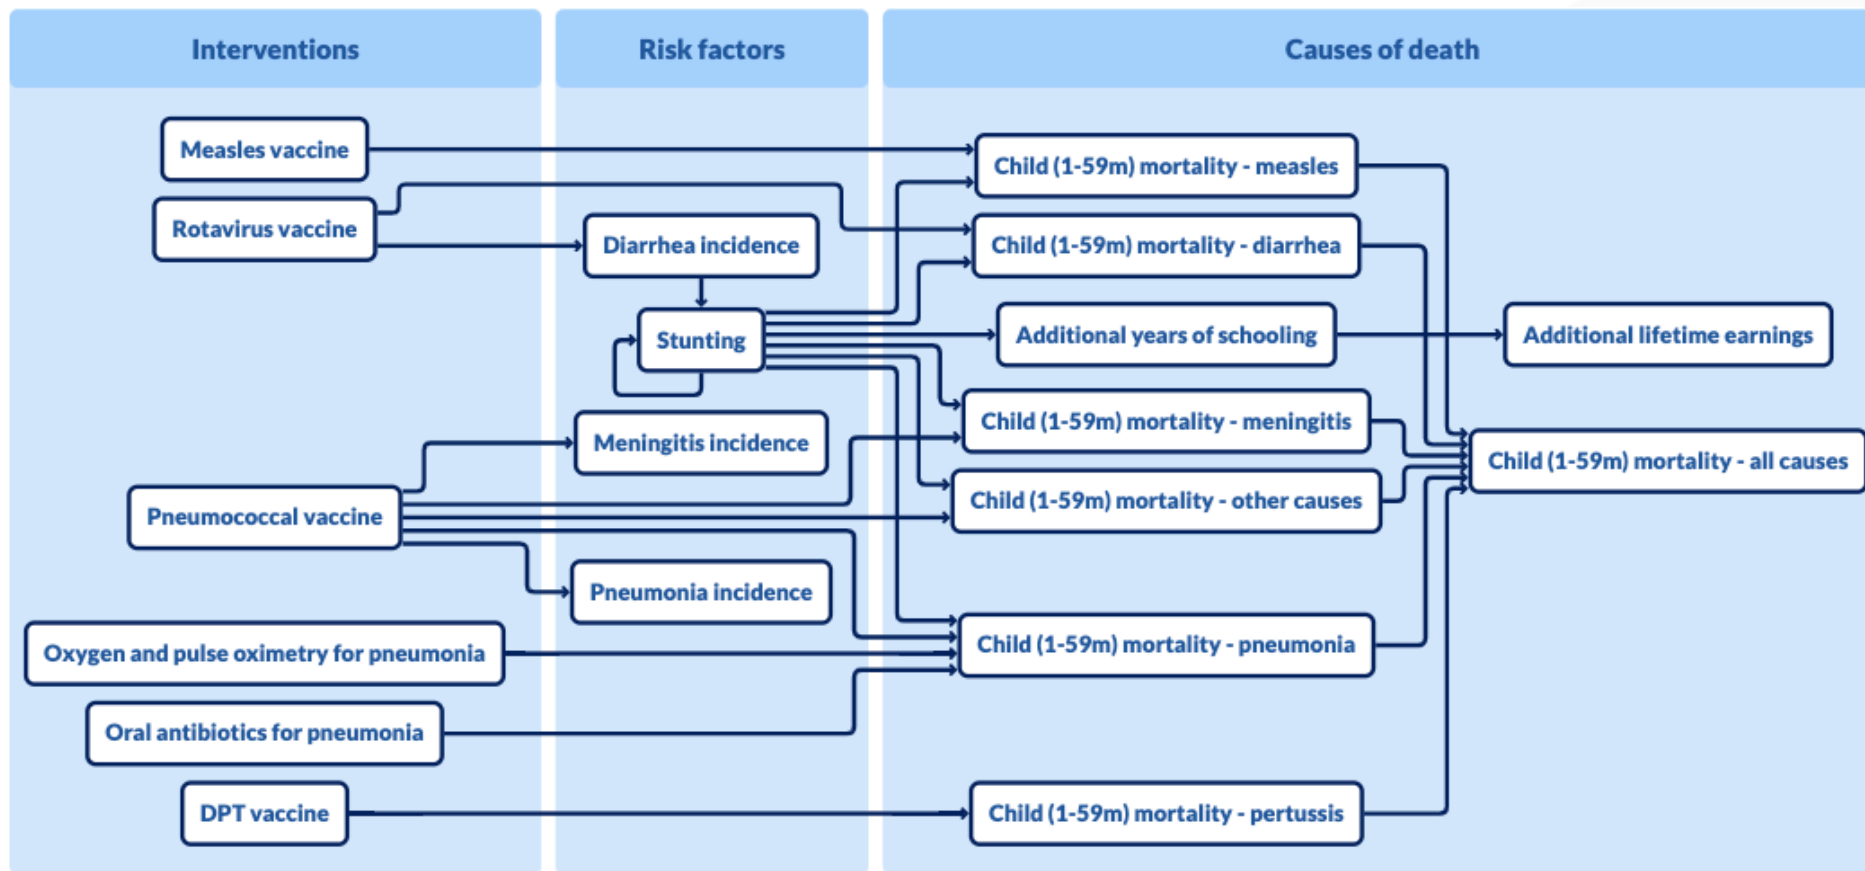 Interventions
Risk factors
Causes of death
Measles vaccine
Rotavirus vaccine
Pneumococcal vaccine
Oxygen and pulse oximetry for pneumonia
Oral antibiotics for pneumonia
DPT vaccine
Diarrhea incidence
Stunting
Meningitis incidence
Pneumonia incidence
Child (1-59m) mortality - measles
Child (1-59m) mortality - diarrhea
Additional years of schooling
Child (1-59m) mortality - meningitis
Child (1-59m) mortality - other causes
Child (1-59m) mortality - pneumonia
Child (1-59m) mortality - pertussis
Additional lifetime earnings
Child (1-59m) mortality - all causes